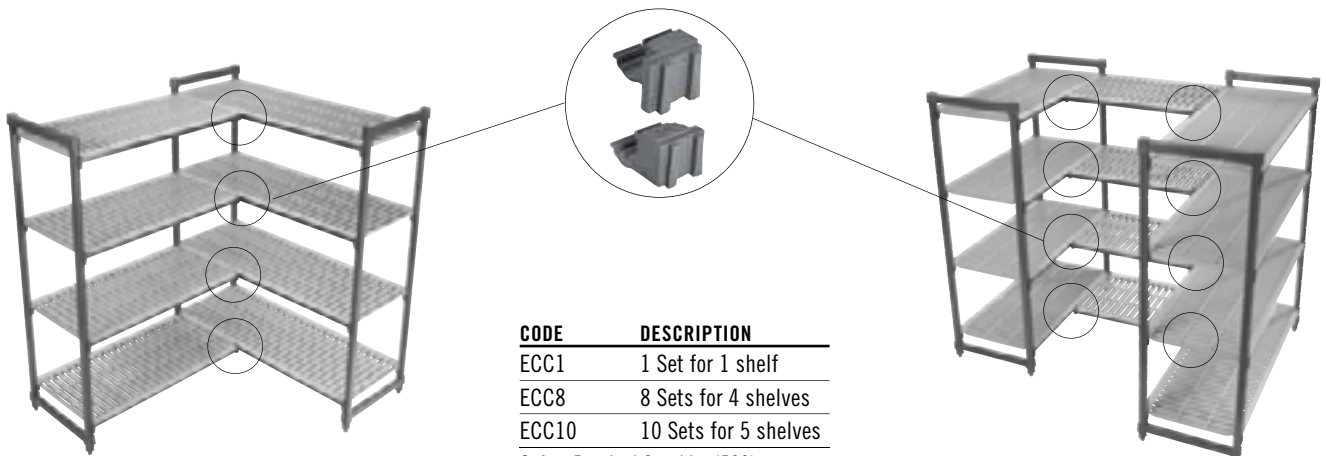 CODE DESCRIPTION
ECC1 1 Set for 1 shelf
ECC8 8 Sets for 4 shelves
ECC10 10 Sets for 5 shelves